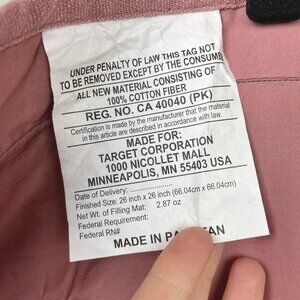 UNDER PENALTY OF LAW THIS TAG NOT
TO BE REMOVED EXCEPT BY THE CONSUM
ALL NEW MATERIAL CONSISTING OF
100% COTTON FIBER
REG. NO. CA 40040 (PK)
Certification is made by the manufacturer that the material
in this article are described in accordance with law.
MADE FOR:
TARGET CORPORATION
1000 NICOLLET MALL
MINNEAPOLIS, MN 55403 USA
Date of Delivery:
Finished Size: 26 inch x 26 inch (66.04cm x 66.04cm)
Net Wt. of Filling Mat: 2.87 oz
Federal Requirement:
Federal RN#
MADE IN PA TAN